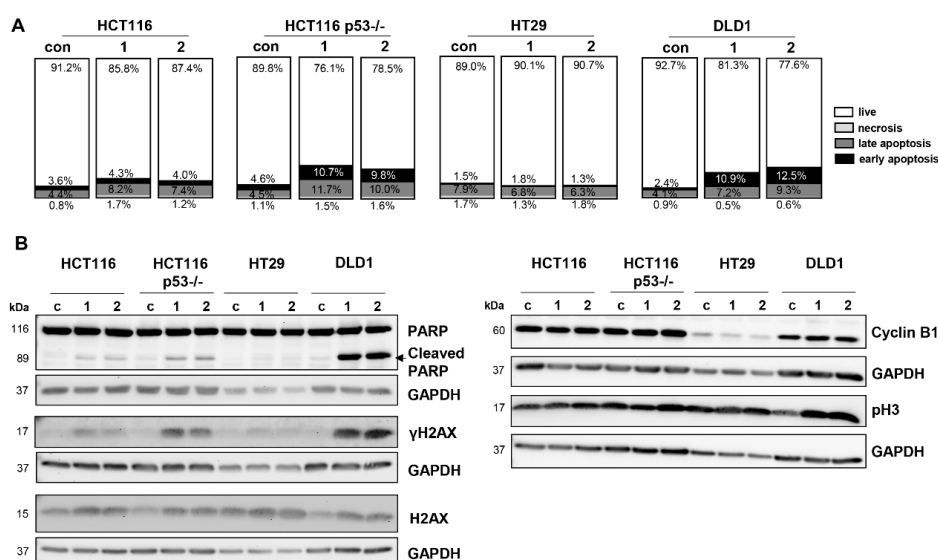 A
HCT116 HCT116 p53-/- HT29 DLD1
con 1 2 con 1 2 con 1 2 con 1 2
91.2% 85.8% 87.4% 89.8% 76.1% 78.5% 89.0% 90.1% 90.7% 92.7% 81.3% 77.6%
live
necrosis
late apoptosis
early apoptosis
3.6% 4.3% 4.0% 4.6% 10.7% 9.8% 1.5% 1.8% 1.3% 2.4% 10.9% 12.5%
4.4% 8.2% 7.4% 4.5% 11.7% 10.0% 7.9% 6.8% 6.3% 4.1% 7.2% 9.3%
0.8% 1.7% 1.2% 1.1% 1.5% 1.6% 1.7% 1.3% 1.8% 0.9% 0.5% 0.6%
B
HCT116 HCT116 p53-/- HT29 DLD1
kDa c 1 2 c 1 2 c 1 2 c 1 2
116 PARP
89 Cleaved PARP
37 GAPDH
17 γH2AX
37 GAPDH
15 H2AX
37 GAPDH
HCT116 HCT116 p53-/- HT29 DLD1
kDa c 1 2 c 1 2 c 1 2 c 1 2
60 Cyclin B1
37 GAPDH
17 pH3
37 GAPDH